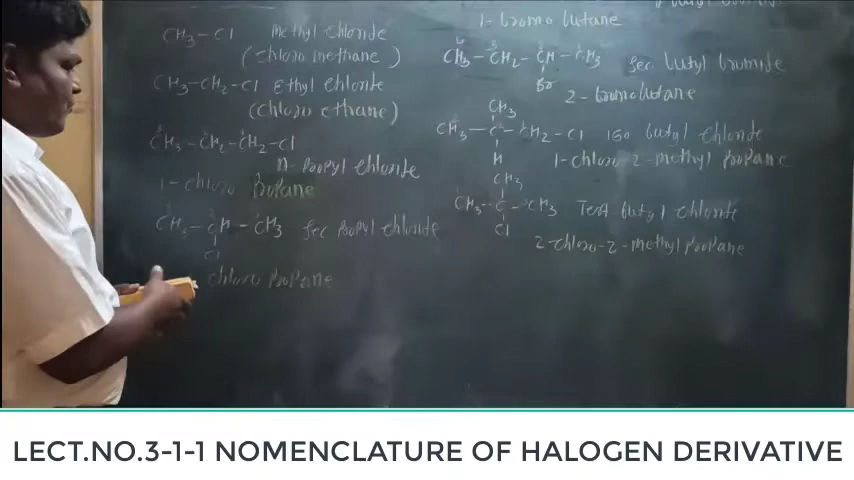 CH3 - Cl methyl chloride
(chloro methane)
CH3 - CH2 - Cl Ethyl chloride
(chloro ethane)
3 2 1
CH3 - CH2 - CH2 - Cl
n-propyl chloride
1-chloro propane
CH3 - CH - CH3 sec propyl chloride
Cl
chloro propane
1-bromo butane
CH3 - CH2 - CH - CH3 sec butyl bromide
Br
2-bromobutane
CH3
CH3 - C - CH2 - Cl iso butyl chloride
H
1-chloro-2-methyl propane
CH3
CH3 - C - CH3 Tert-butyl chloride
Cl
2-chloro-2-methyl propane
LECT.NO.3-1-1 NOMENCLATURE OF HALOGEN DERIVATIVE